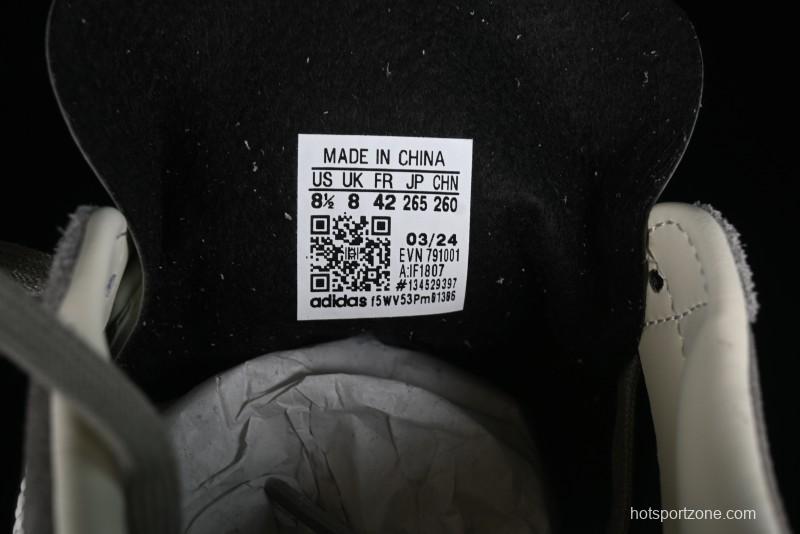 MADE IN CHINA
US UK FR JP CHN
8½ 8 42 265 260
03/24
EVN 791001
A:IF1807
#134529397
adidas f5WV53Pm81386
hotsportzone.com